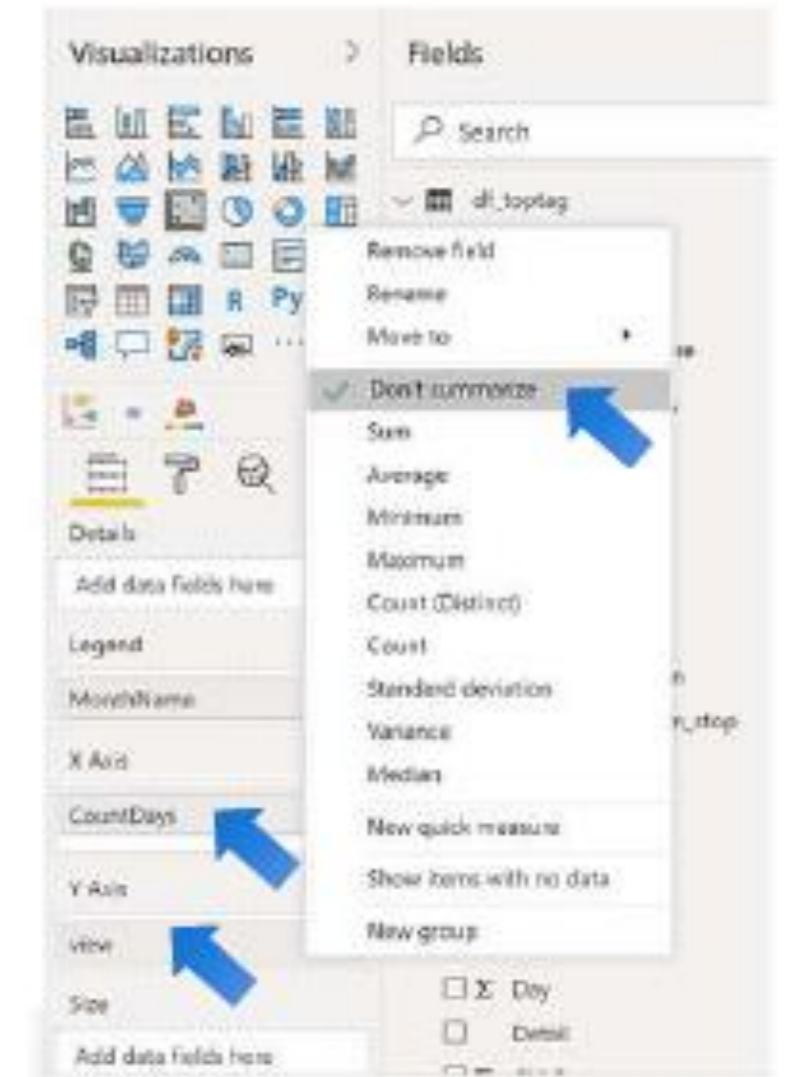 Visualizations
Fields
Search
df_toptag
R
Py
Remove field
Rename
Move to
Don't summarize
Sum
Average
Minimum
Maximum
Count (Distinct)
Count
Standard deviation
Variance
Median
New quick measure
Show items with no data
New group
Details
Add data fields here
Legend
MonthName
X Axis
CountDays
Y Axis
view
Size
Add data fields here
n_stop
Σ Day
Detail